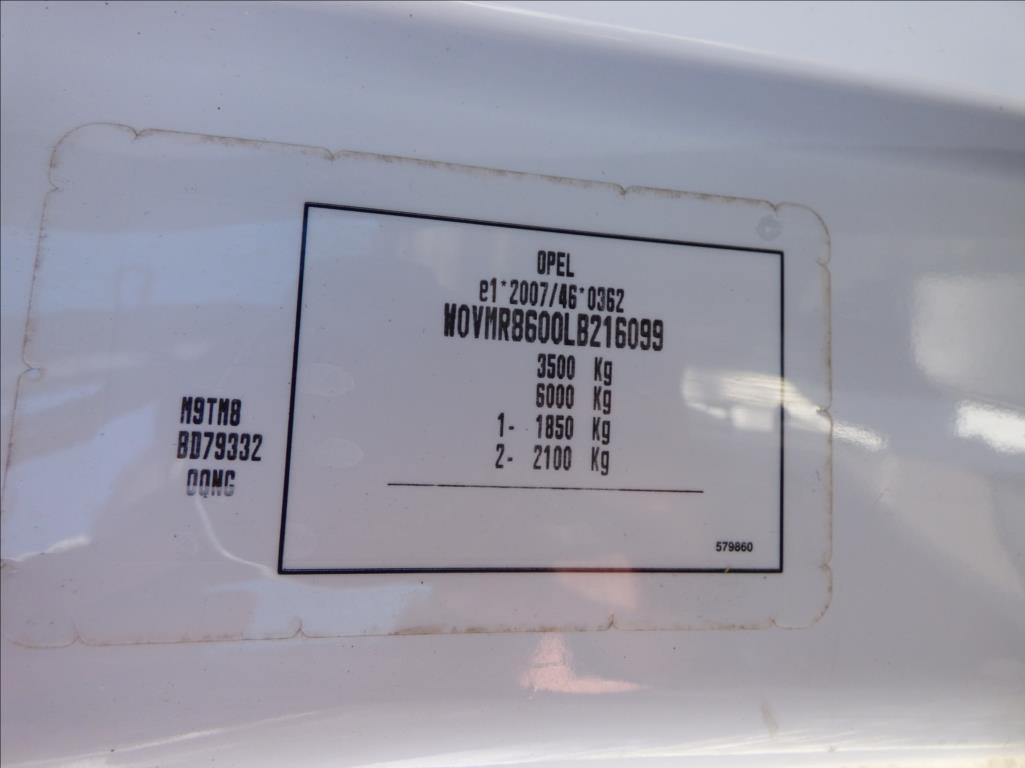 OPEL
e1*2007/46*0362
W0VMR8600LB216099
3500 Kg
6000 Kg
1- 1850 Kg
2- 2100 Kg
M9TM8
BD79332
0QNG
579860